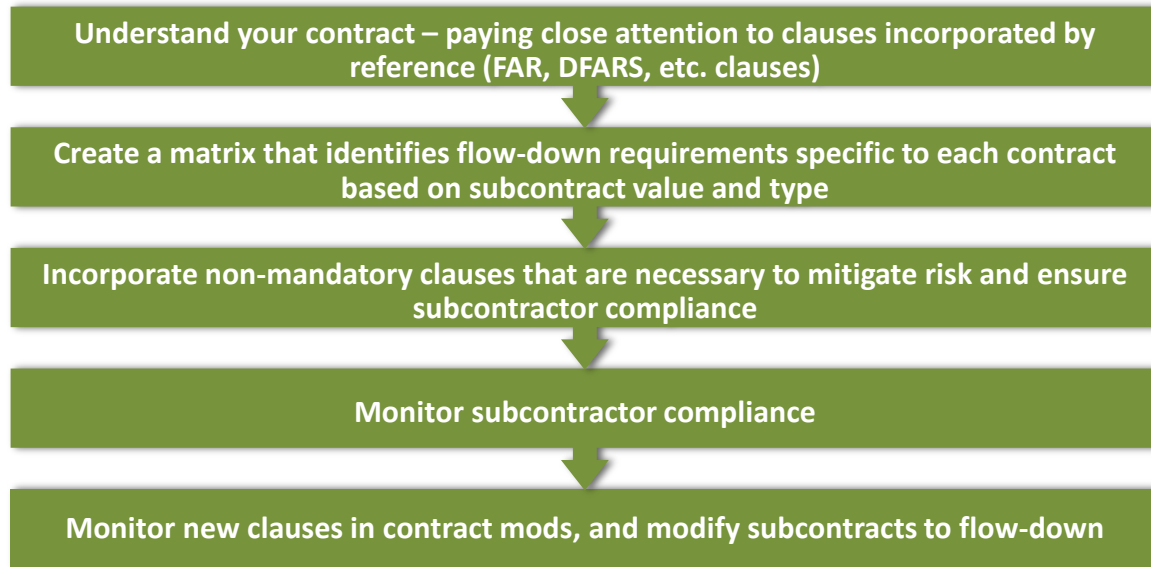 Understand your contract – paying close attention to clauses incorporated by
reference (FAR, DFARS, etc. clauses)
Create a matrix that identifies flow-down requirements specific to each contract
based on subcontract value and type
Incorporate non-mandatory clauses that are necessary to mitigate risk and ensure
subcontractor compliance
Monitor subcontractor compliance
Monitor new clauses in contract mods, and modify subcontracts to flow-down